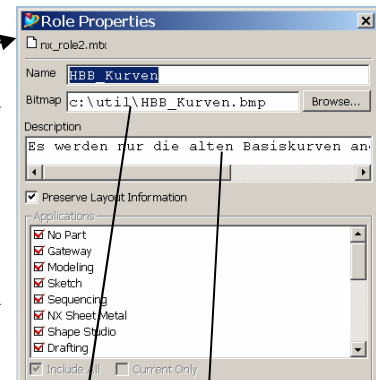 Role Properties
nx_role2.mtx
Name HBB_Kurven
Bitmap c:\util\HBB_Kurven.bmp Browse...
Description
Es werden nur die alten Basiskurven an
Preserve Layout Information
Applications
No Part
Gateway
Modeling
Sketch
Sequencing
NX Sheet Metal
Shape Studio
Drafting
Include All Current Only